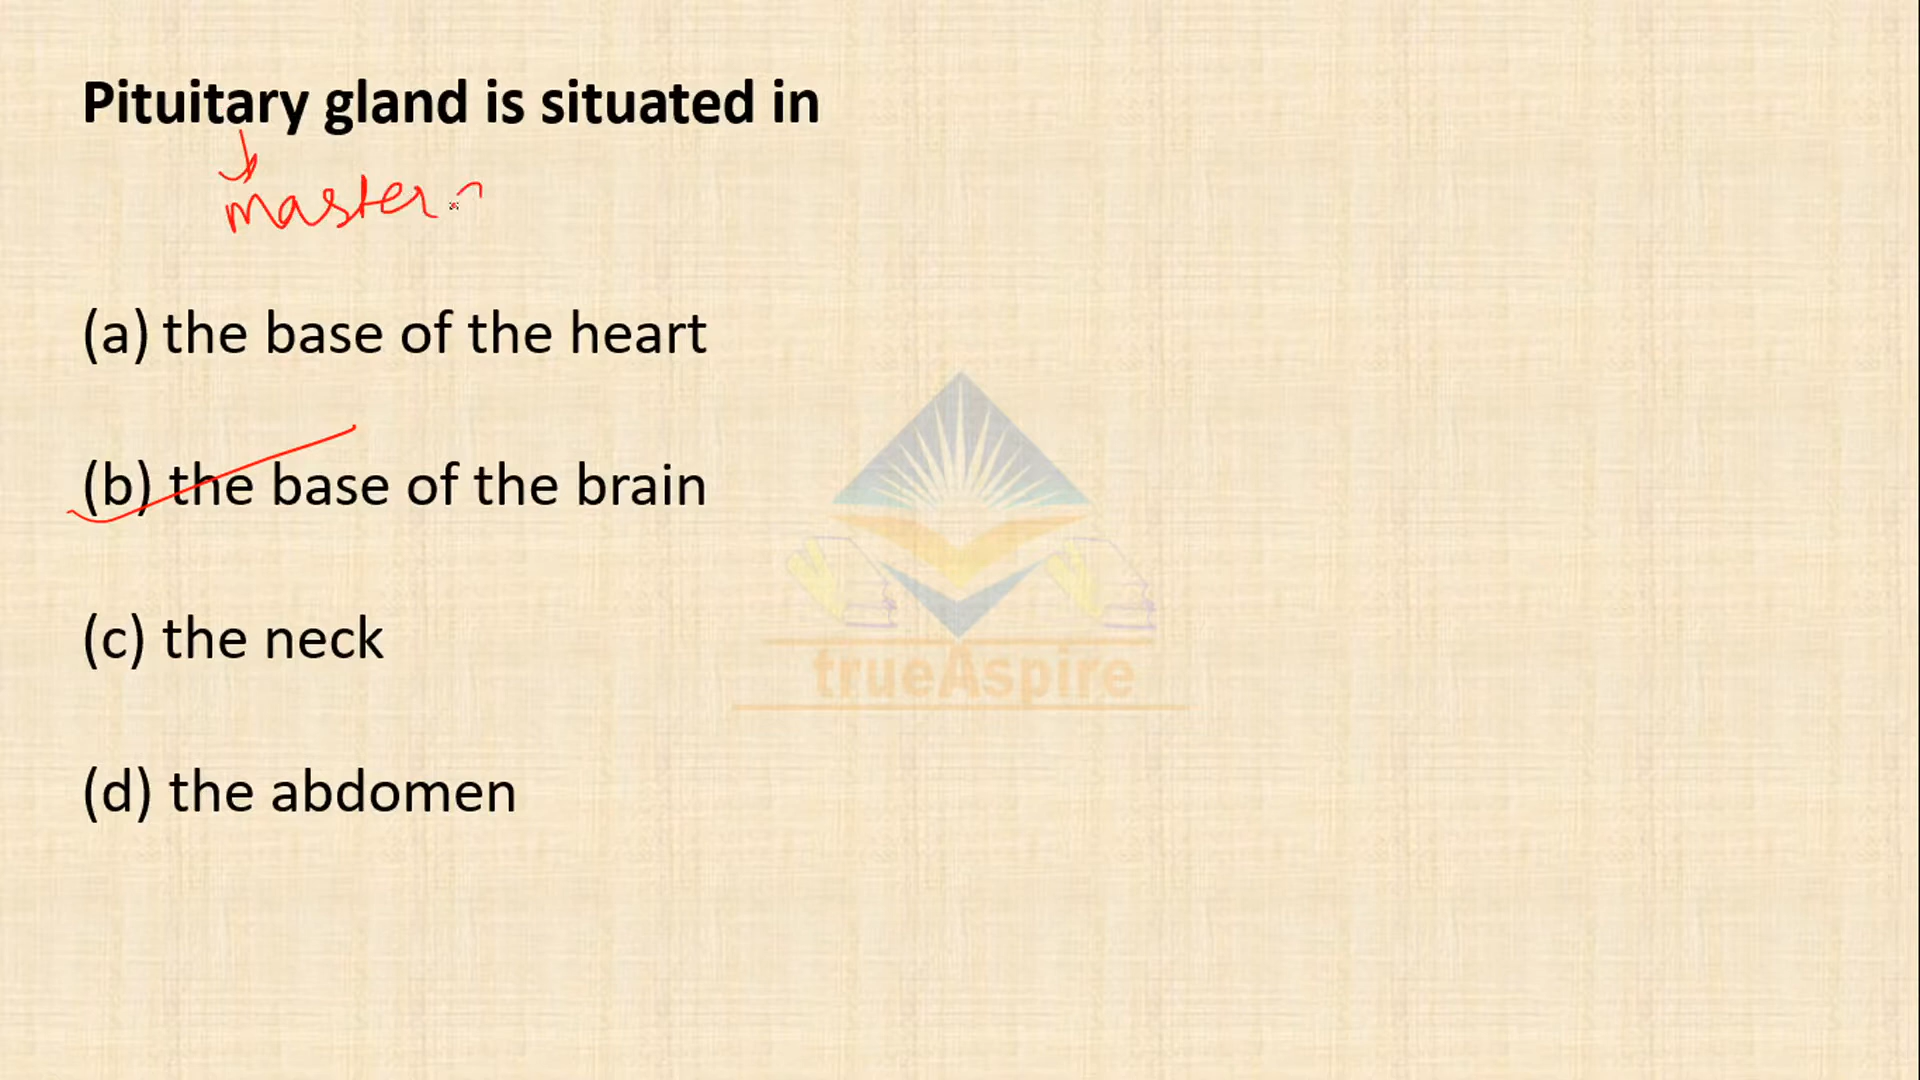 Pituitary gland is situated in
master
(a) the base of the heart
(b) the base of the brain
(c) the neck
trueAspire
(d) the abdomen